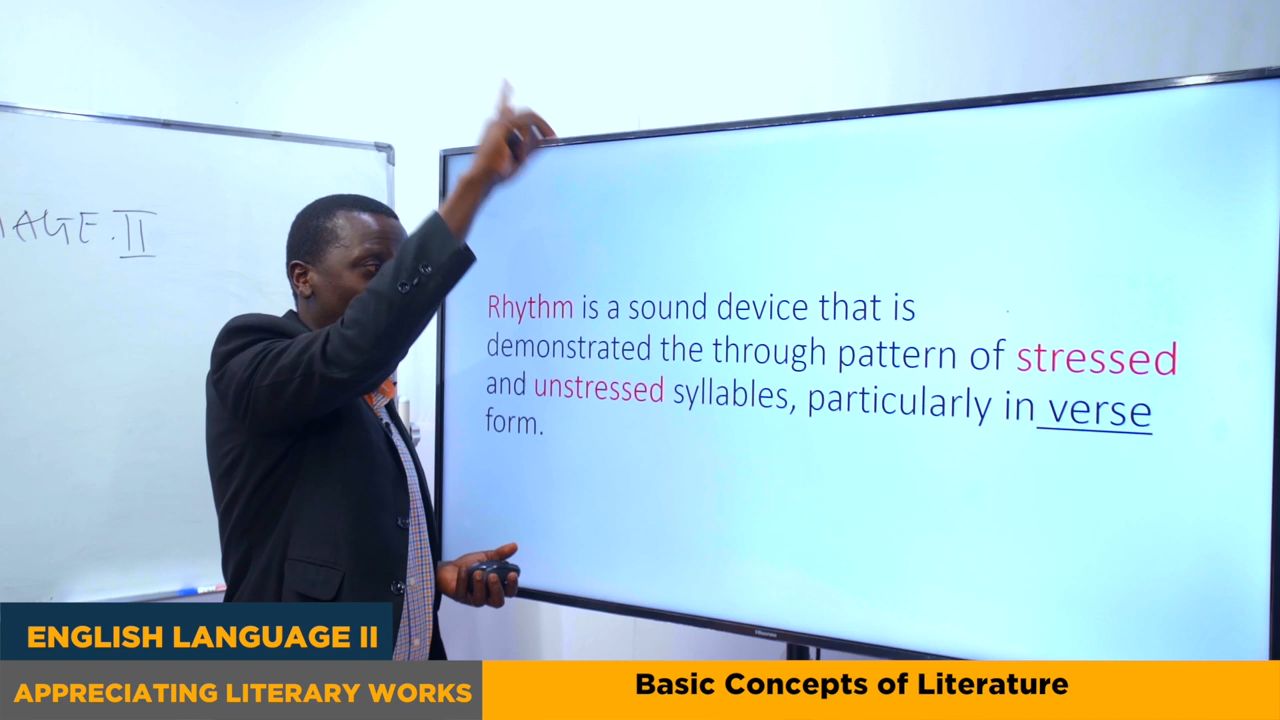 AGE. II
Rhythm is a sound device that is
demonstrated the through pattern of stressed
and unstressed syllables, particularly in verse
form.
Hisense
ENGLISH LANGUAGE II
APPRECIATING LITERARY WORKS
Basic Concepts of Literature